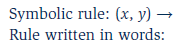 Symbolic rule: (x, y) →
Rule written in words: